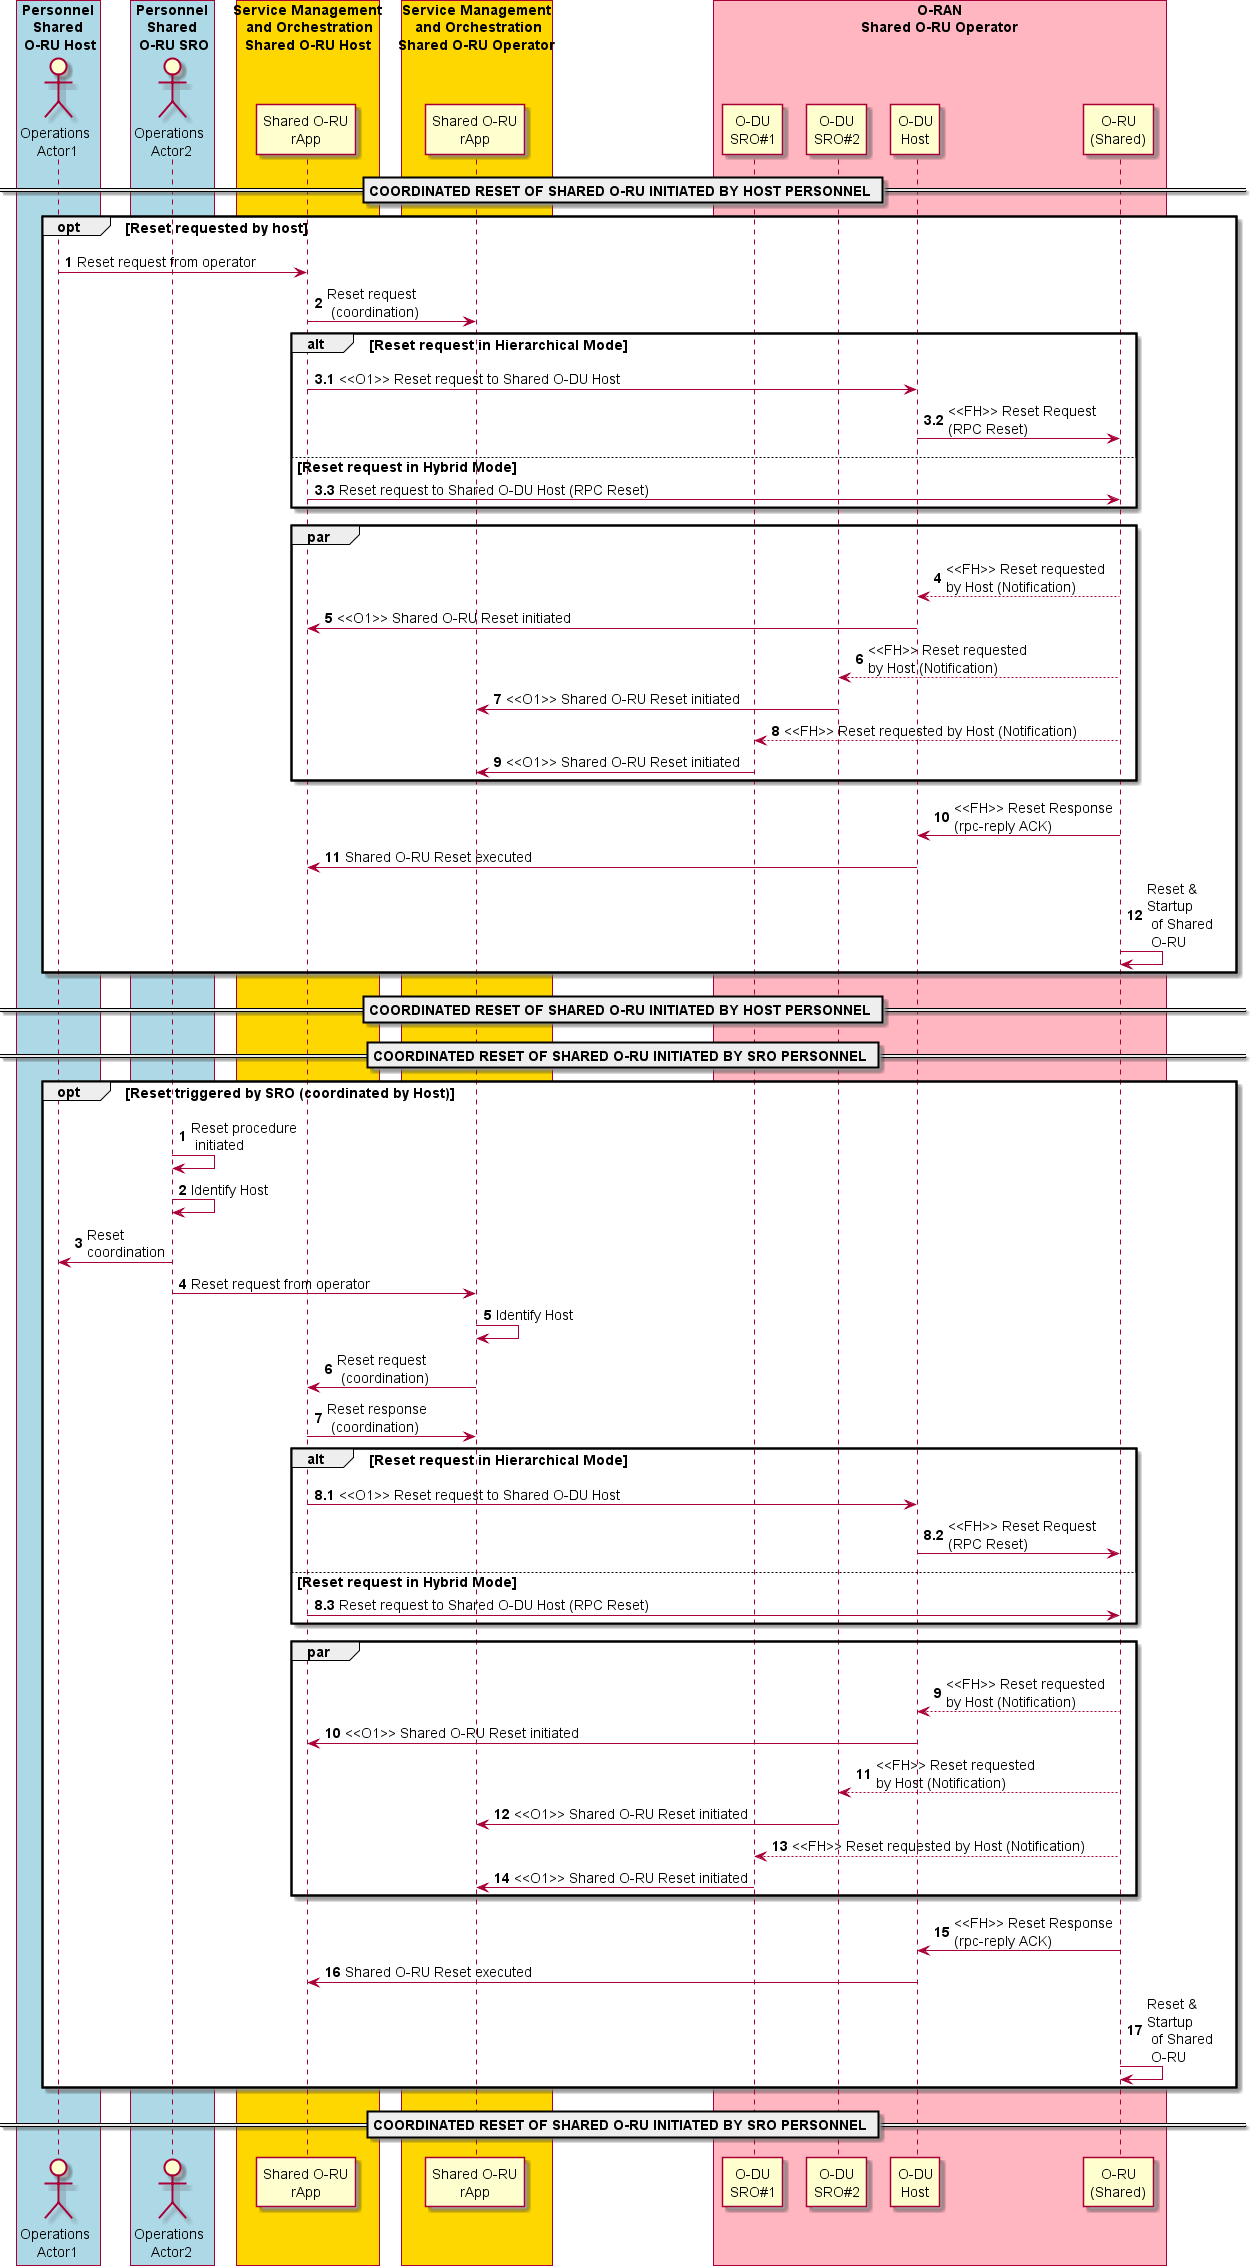 Personnel
Shared
O-RU Host
Personnel
Shared
O-RU SRO
Service Management
and Orchestration
Shared O-RU Host
Service Management
and Orchestration
Shared O-RU Operator
O-RAN
Shared O-RU Operator
Operations
Actor1
Operations
Actor2
Shared O-RU
rApp
Shared O-RU
rApp
O-DU
SRO#1
O-DU
SRO#2
O-DU
Host
O-RU
(Shared)
COORDINATED RESET OF SHARED O-RU INITIATED BY HOST PERSONNEL
opt [Reset requested by host]
1 Reset request from operator
2 Reset request
(coordination)
alt [Reset request in Hierarchical Mode]
3.1 <<O1>> Reset request to Shared O-DU Host
3.2 <<FH>> Reset Request
(RPC Reset)
[Reset request in Hybrid Mode]
3.3 Reset request to Shared O-DU Host (RPC Reset)
par
4 <<FH>> Reset requested
by Host (Notification)
5 <<O1>> Shared O-RU Reset initiated
6 <<FH>> Reset requested
by Host (Notification)
7 <<O1>> Shared O-RU Reset initiated
8 <<FH>> Reset requested by Host (Notification)
9 <<O1>> Shared O-RU Reset initiated
10 <<FH>> Reset Response
(rpc-reply ACK)
11 Shared O-RU Reset executed
12 Reset &
Startup
of Shared
O-RU
COORDINATED RESET OF SHARED O-RU INITIATED BY HOST PERSONNEL
COORDINATED RESET OF SHARED O-RU INITIATED BY SRO PERSONNEL
opt [Reset triggered by SRO (coordinated by Host)]
1 Reset procedure
initiated
2 Identify Host
3 Reset
coordination
4 Reset request from operator
5 Identify Host
6 Reset request
(coordination)
7 Reset response
(coordination)
alt [Reset request in Hierarchical Mode]
8.1 <<O1>> Reset request to Shared O-DU Host
8.2 <<FH>> Reset Request
(RPC Reset)
[Reset request in Hybrid Mode]
8.3 Reset request to Shared O-DU Host (RPC Reset)
par
9 <<FH>> Reset requested
by Host (Notification)
10 <<O1>> Shared O-RU Reset initiated
11 <<FH>> Reset requested
by Host (Notification)
12 <<O1>> Shared O-RU Reset initiated
13 <<FH>> Reset requested by Host (Notification)
14 <<O1>> Shared O-RU Reset initiated
15 <<FH>> Reset Response
(rpc-reply ACK)
16 Shared O-RU Reset executed
17 Reset &
Startup
of Shared
O-RU
COORDINATED RESET OF SHARED O-RU INITIATED BY SRO PERSONNEL
Operations
Actor1
Operations
Actor2
Shared O-RU
rApp
Shared O-RU
rApp
O-DU
SRO#1
O-DU
SRO#2
O-DU
Host
O-RU
(Shared)